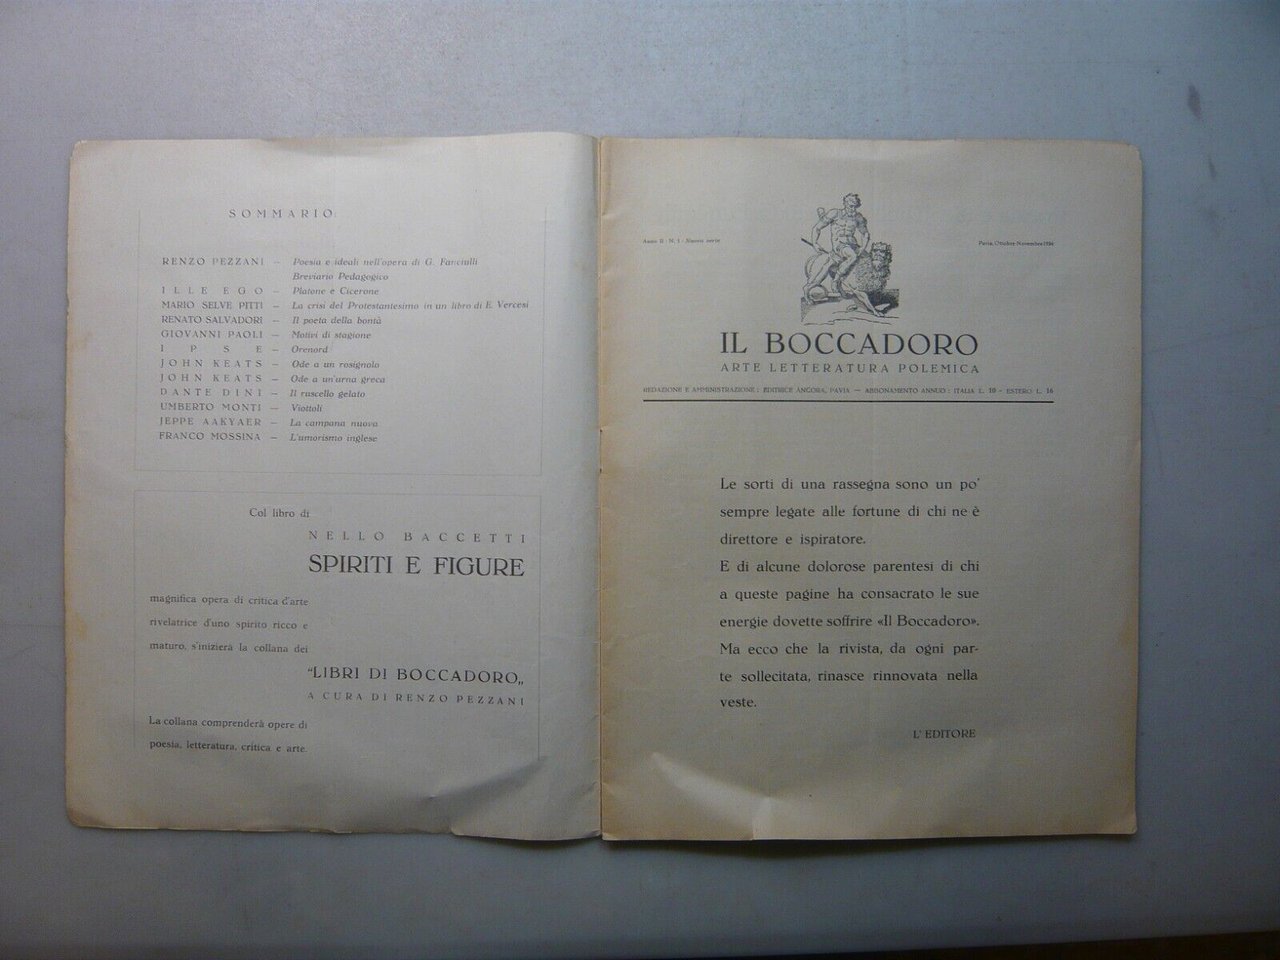 SOMMARIO:
RENZO PEZZANI — Poesia e ideali nell'opera di G. Fanciulli
Breviario Pedagogico
ILLE EGO — Platone e Cicerone
MARIO SELVE PITTI — La crisi del Protestantesimo in un libro di E. Vercesi
RENATO SALVADORI — Il poeta della bontà
GIOVANNI PAOLI — Motivi di stagione
IPSE — Orenord
JOHN KEATS — Ode a un rosignolo
JOHN KEATS — Ode a un'urna greca
DANTE DINI — Il ruscello gelato
UMBERTO MONTI — Viottoli
JEPPE AAKYAER — La campana nuova
FRANCO MOSSINA — L'umorismo inglese
Col libro di
NELLO BACCETTI
SPIRITI E FIGURE
magnifica opera di critica d'arte
rivelatrice d'uno spirito ricco e
maturo, s'inizierà la collana dei
"LIBRI DI BOCCADORO„
A CURA DI RENZO PEZZANI
La collana comprenderà opere di
poesia, letteratura, critica e arte.
Anno II - N. 1 - Nuova serie
Pavia, Ottobre-Novembre
IL BOCCADORO
ARTE LETTERATURA POLEMICA
REDAZIONE E AMMINISTRAZIONE: EDITRICE ANCORA, PAVIA — ABBONAMENTO ANNUO: ITALIA L. 10 - ESTERO L. 16
Le sorti di una rassegna sono un po'
sempre legate alle fortune di chi ne è
direttore e ispiratore.
E di alcune dolorose parentesi di chi
a queste pagine ha consacrato le sue
energie dovette soffrire «Il Boccadoro».
Ma ecco che la rivista, da ogni par-
te sollecitata, rinasce rinnovata nella
veste.
L'EDITORE